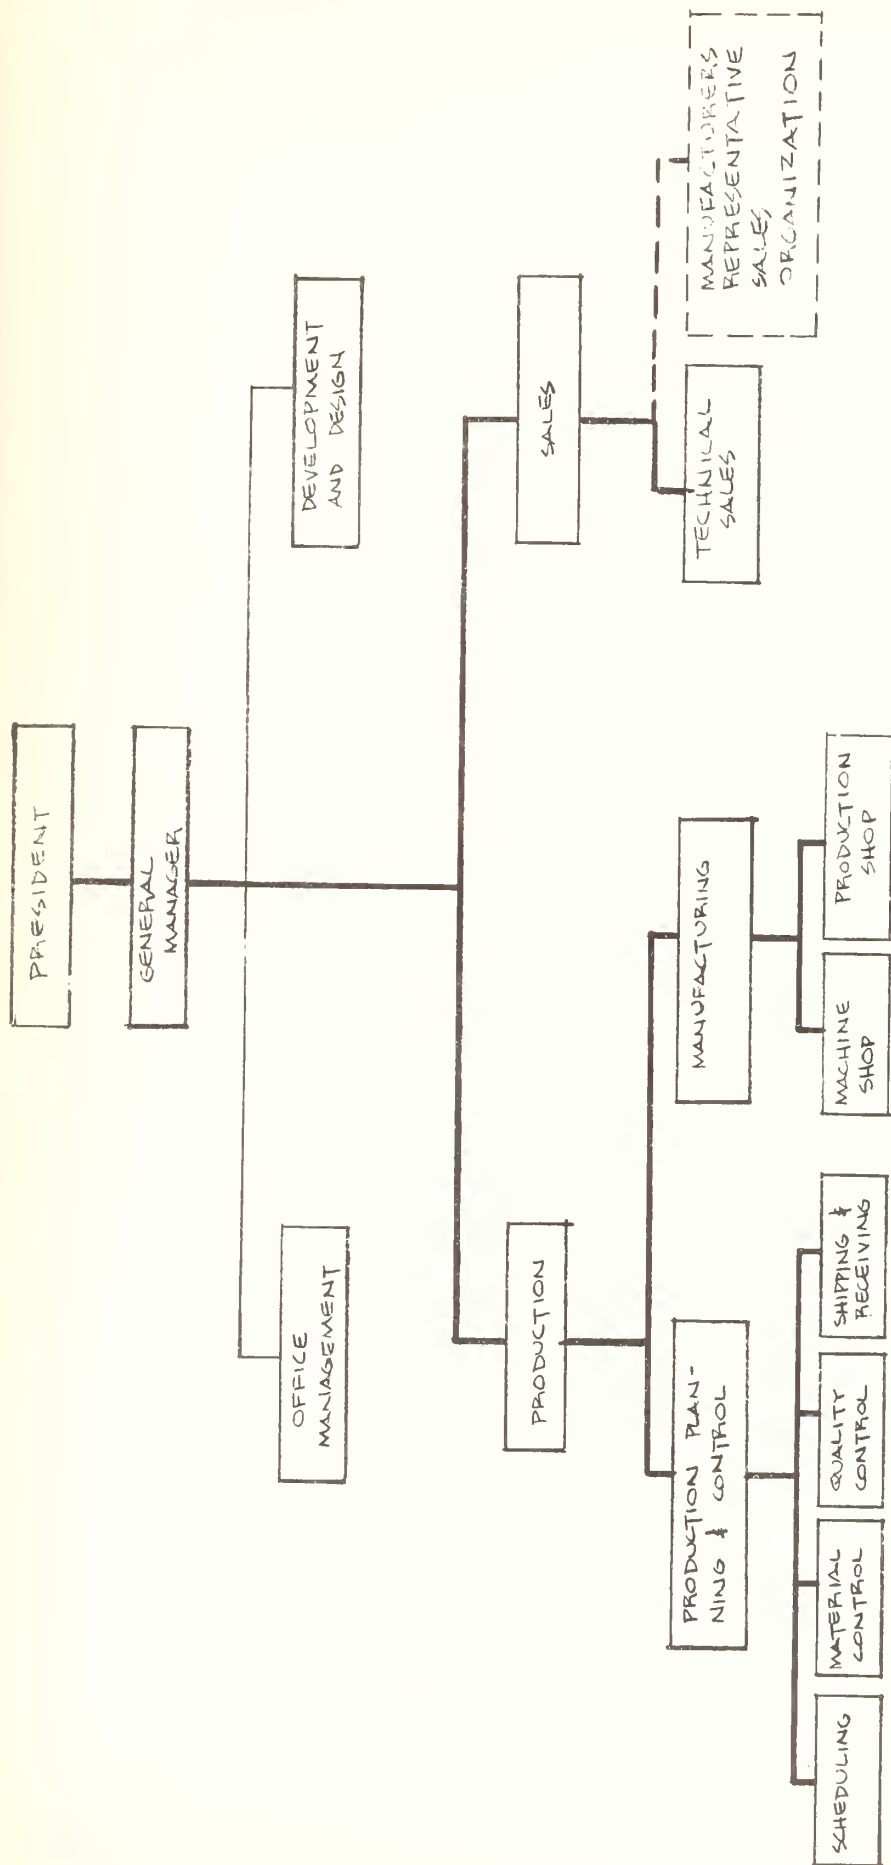 PRESIDENT
GENERAL
MANAGER
OFFICE
MANAGEMENT
DEVELOPMENT
AND DESIGN
PRODUCTION
SALES
PRODUCTION PLAN-
NING & CONTROL
MANUFACTURING
TECHNICAL
SALES
MANUFACTURERS
REPRESENTATIVE
SALES
ORGANIZATION
SCHEDULING
MATERIAL
CONTROL
QUALITY
CONTROL
SHIPPING &
RECEIVING
MACHINE
SHOP
PRODUCTION
SHOP